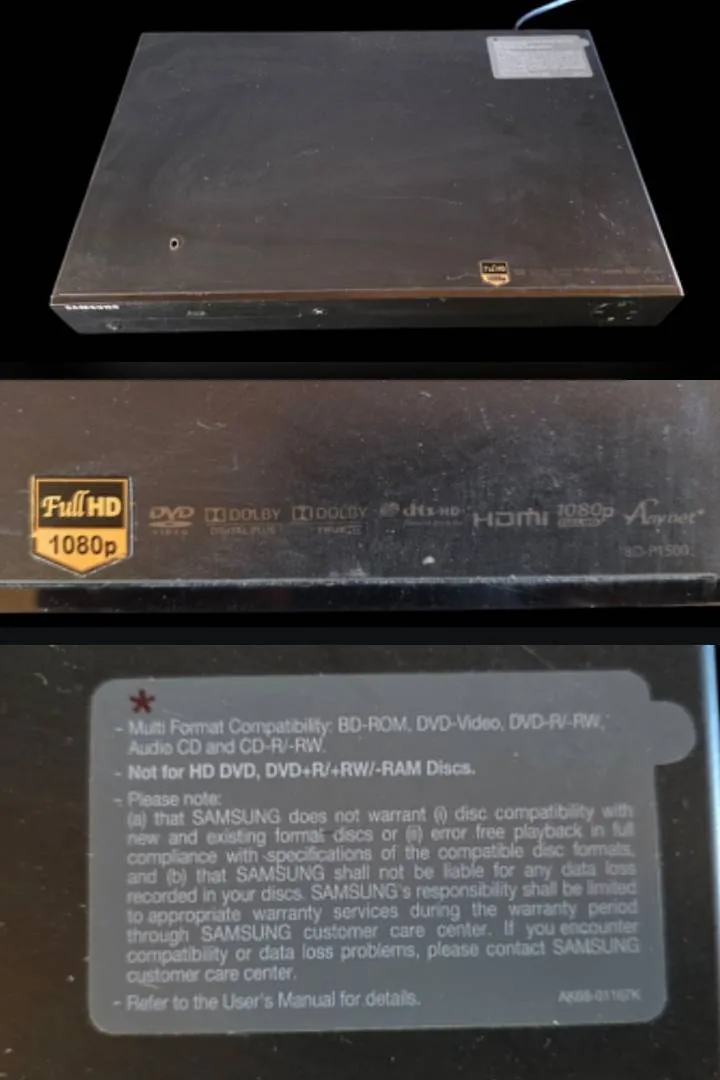 SAMSUNG
Full HD
1080p
Full HD
1080p
DVD
VIDEO
DOLBY
DIGITAL PLUS
DOLBY
TRUEHD
dts-HD
HDMI
1080p
FULL HD
Anynet+
BD-P1500
*
- Multi Format Compatibility: BD-ROM, DVD-Video, DVD-R/-RW,
Audio CD and CD-R/-RW.
- Not for HD DVD, DVD+R/+RW/-RAM Discs.
- Please note:
(a) that SAMSUNG does not warrant (i) disc compatibility with
new and existing format discs or (ii) error free playback in full
compliance with specifications of the compatible disc formats,
and (b) that SAMSUNG shall not be liable for any data loss
recorded in your discs. SAMSUNG's responsibility shall be limited
to appropriate warranty services during the warranty period
through SAMSUNG customer care center. If you encounter
compatibility or data loss problems, please contact SAMSUNG
customer care center.
- Refer to the User's Manual for details.
AK68-01167K